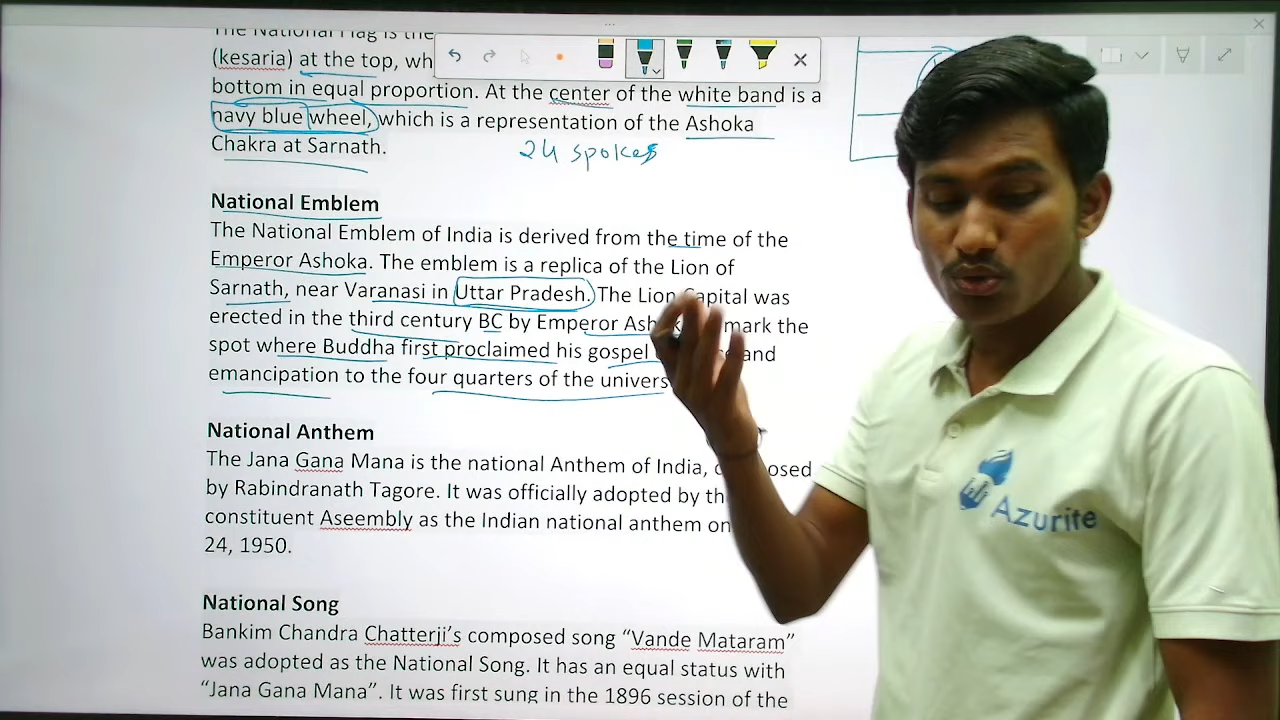 The National Flag is the
(kesaria) at the top, wh
bottom in equal proportion. At the center of the white band is a
navy blue wheel, which is a representation of the Ashoka
Chakra at Sarnath.
24 spokes
National Emblem
The National Emblem of India is derived from the time of the
Emperor Ashoka. The emblem is a replica of the Lion of
Sarnath, near Varanasi in Uttar Pradesh. The Lion Capital was
erected in the third century BC by Emperor Ashok mark the
spot where Buddha first proclaimed his gospel and
emancipation to the four quarters of the univers
National Anthem
The Jana Gana Mana is the national Anthem of India, c osed
by Rabindranath Tagore. It was officially adopted by th
constituent Aseembly as the Indian national anthem on
24, 1950.
National Song
Bankim Chandra Chatterji’s composed song “Vande Mataram”
was adopted as the National Song. It has an equal status with
“Jana Gana Mana”. It was first sung in the 1896 session of the
Azurite